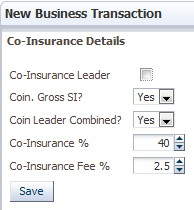 New Business Transaction
Co-Insurance Details
Co-Insurance Leader
Coin. Gross SI? Yes
Coin Leader Combined? Yes
Co-Insurance % 40
Co-Insurance Fee % 2.5
Save